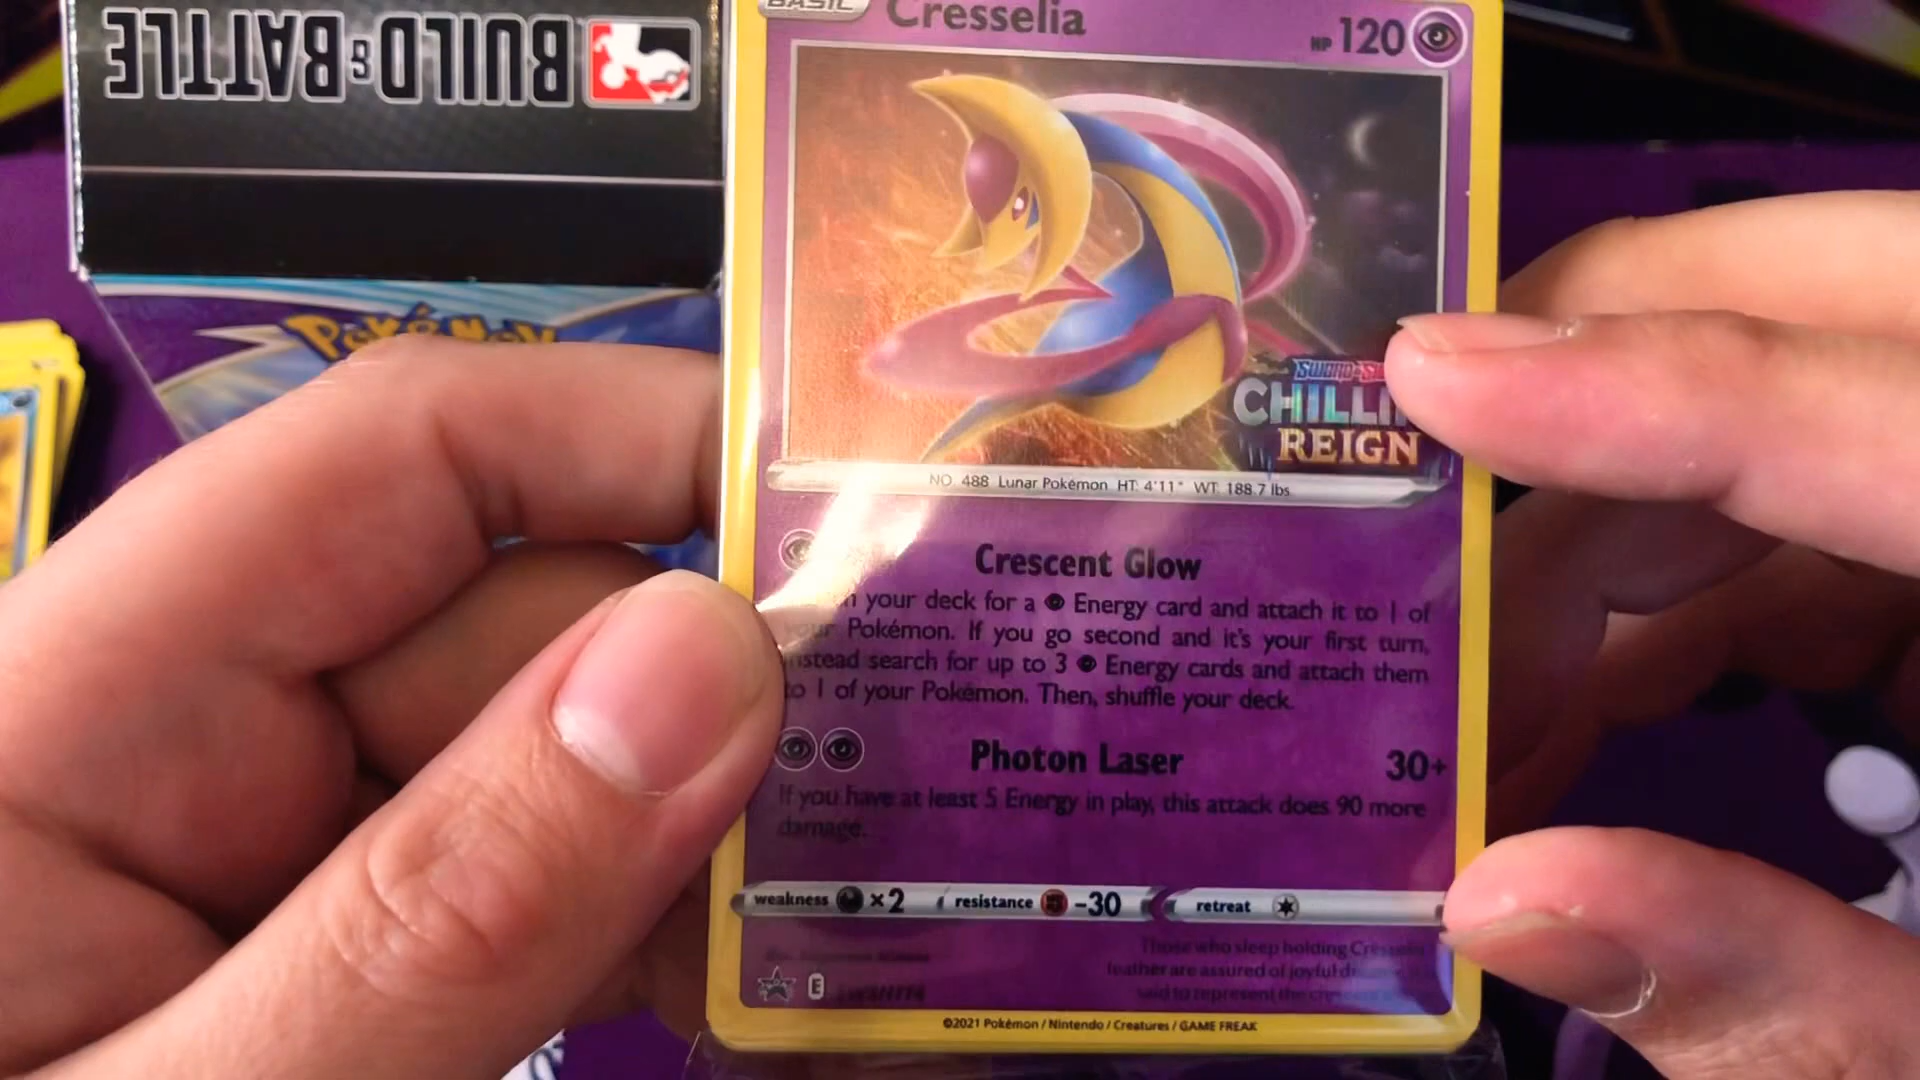 BUILD & BATTLE
Pokémon
BASIC
Cresselia
HP 120
CHILLI
REIGN
NO. 488 Lunar Pokémon HT: 4'11" WT: 188.7 lbs
Crescent Glow
your deck for a Energy card and attach it to 1 of
Pokémon. If you go second and it's your first turn,
instead search for up to 3 Energy cards and attach them
to 1 of your Pokémon. Then, shuffle your deck.
Photon Laser 30+
If you have at least 5 Energy in play, this attack does 90 more
damage.
weakness ×2 resistance -30 retreat
Those who sleep holding Cresselia
feather are assured of joyful
said to represent the crescent
E
©2021 Pokémon / Nintendo / Creatures / GAME FREAK